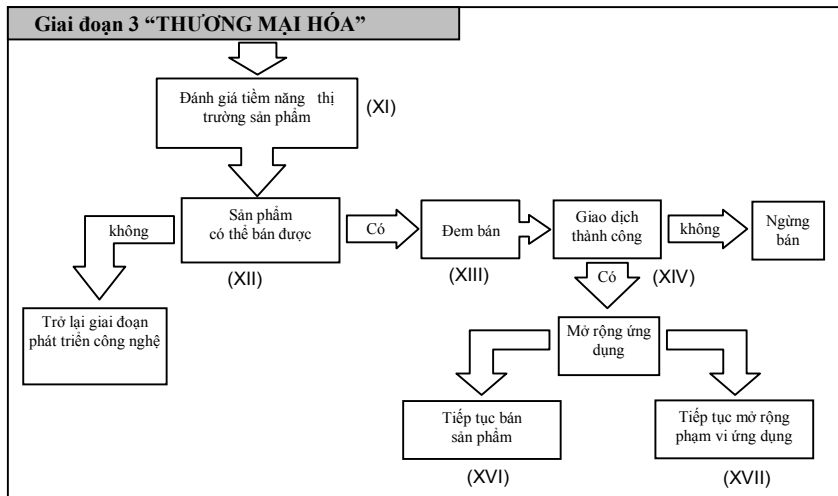 Giai đoạn 3 “THƯƠNG MẠI HÓA”
Đánh giá tiềm năng thị
trường sản phẩm
(XI)
Sản phẩm
có thể bán được
(XII)
không
Trở lại giai đoạn
phát triển công nghệ
Có
Đem bán
(XIII)
Giao dịch
thành công
(XIV)
không
Ngừng
bán
Có
Mở rộng ứng
dụng
Tiếp tục bán
sản phẩm
(XVI)
Tiếp tục mở rộng
phạm vi ứng dụng
(XVII)